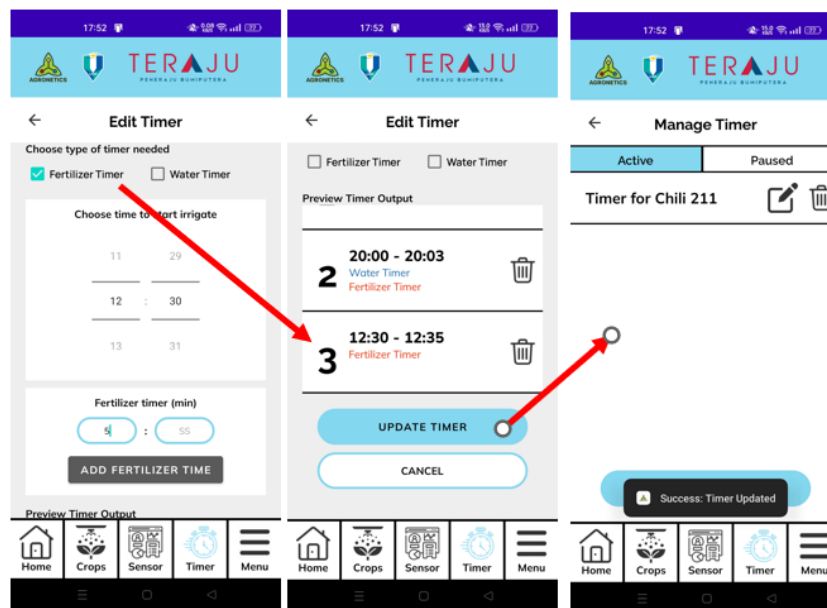 17:52
AGRONETICS
TERAJU
PENERAJU BUMIPUTERA
Edit Timer
Choose type of timer needed
Fertilizer Timer
Water Timer
Choose time to start irrigate
11 29
12 : 30
13 31
Fertilizer timer (min)
5 : SS
ADD FERTILIZER TIME
Preview Timer Output
Home Crops Sensor Timer Menu
17:52
AGRONETICS
TERAJU
PENERAJU BUMIPUTERA
Edit Timer
Fertilizer Timer
Water Timer
Preview Timer Output
2
20:00 - 20:03
Water Timer
Fertilizer Timer
3
12:30 - 12:35
Fertilizer Timer
UPDATE TIMER
CANCEL
Home Crops Sensor Timer Menu
17:52
AGRONETICS
TERAJU
PENERAJU BUMIPUTERA
Manage Timer
Active Paused
Timer for Chili 211
Success: Timer Updated
Home Crops Sensor Timer Menu